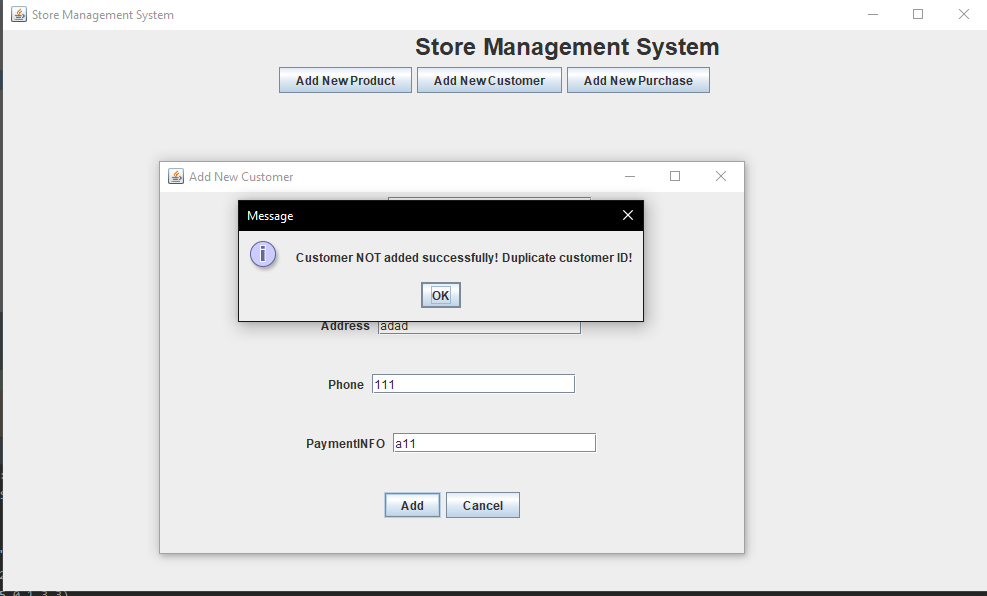 Store Management System
Store Management System
Add New Product Add New Customer Add New Purchase
Add New Customer
Message
Customer NOT added successfully! Duplicate customer ID!
OK
Address adad
Phone 111
PaymentINFO a11
Add Cancel